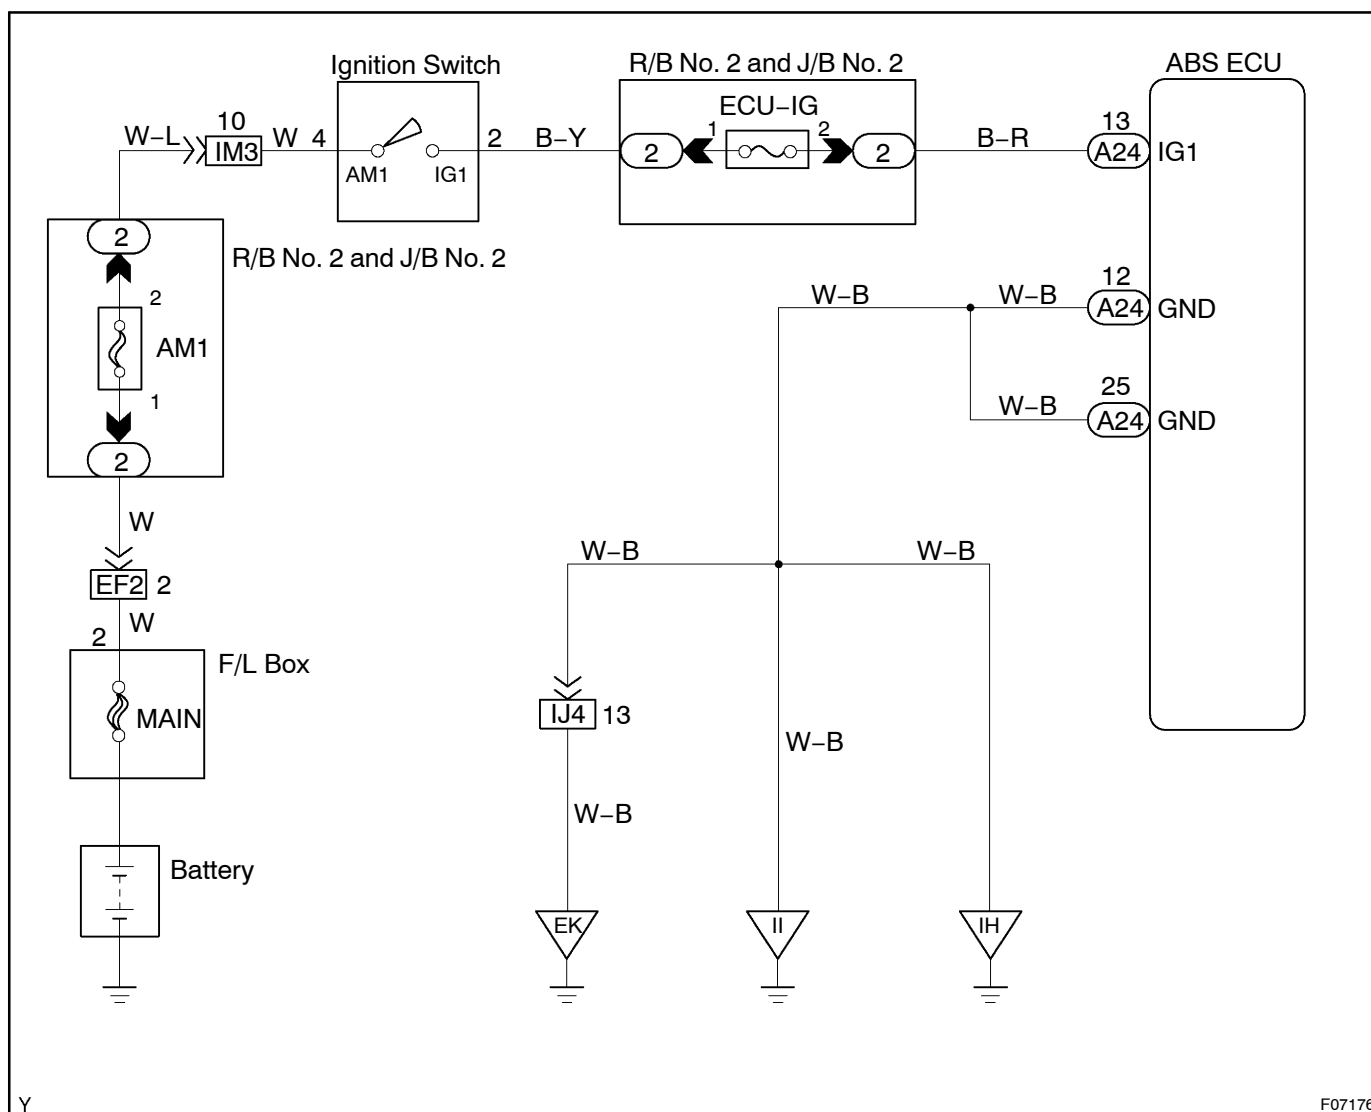 Ignition Switch
R/B No. 2 and J/B No. 2
ABS ECU
W–L
10
IM3
W
4
AM1
IG1
2
B–Y
2
ECU–IG
1
2
2
B–R
13
A24
IG1
2
R/B No. 2 and J/B No. 2
2
AM1
1
2
W–B
W–B
12
A24
GND
W–B
25
A24
GND
W
EF2
2
W
2
F/L Box
MAIN
Battery
W–B
W–B
IJ4
13
W–B
W–B
EK
II
IH
Y
F07176